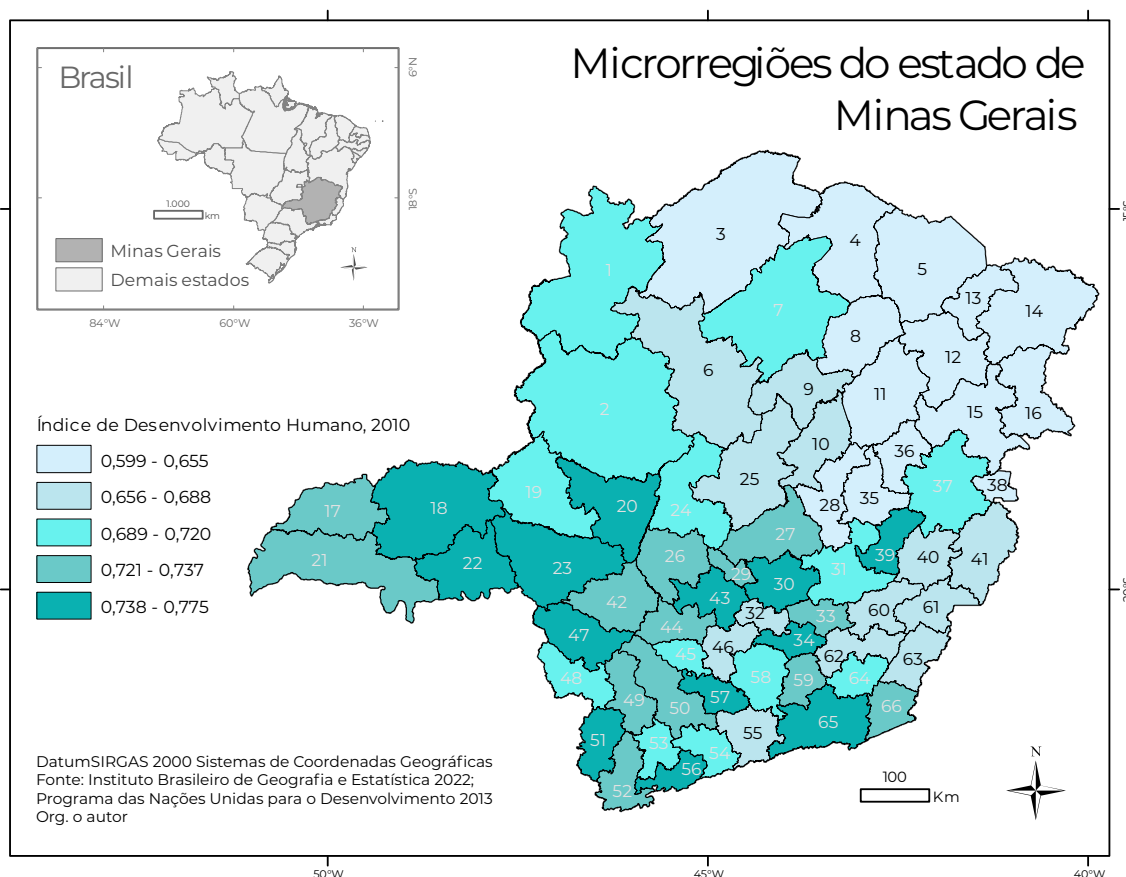 Microrregiões do estado de
Minas Gerais
Brasil
6°N
18°S
1.000
km
N
Minas Gerais
Demais estados
84°W
60°W
36°W
15°S
20°S
Índice de Desenvolvimento Humano, 2010
0,599 - 0,655
0,656 - 0,688
0,689 - 0,720
0,721 - 0,737
0,738 - 0,775
3
4
1
5
13
14
7
8
12
6
9
11
2
15
16
10
36
25
37
38
19
20
24
28
35
17
18
27
39
40
41
21
22
23
26
29
30
31
42
43
32
60
61
33
44
47
34
45
46
62
63
48
58
59
64
49
57
50
66
65
51
53
55
54
56
52
DatumSIRGAS 2000 Sistemas de Coordenadas Geográficas
Fonte: Instituto Brasileiro de Geografia e Estatística 2022;
Programa das Nações Unidas para o Desenvolvimento 2013
Org. o autor
100
Km
N
50°W
45°W
40°W